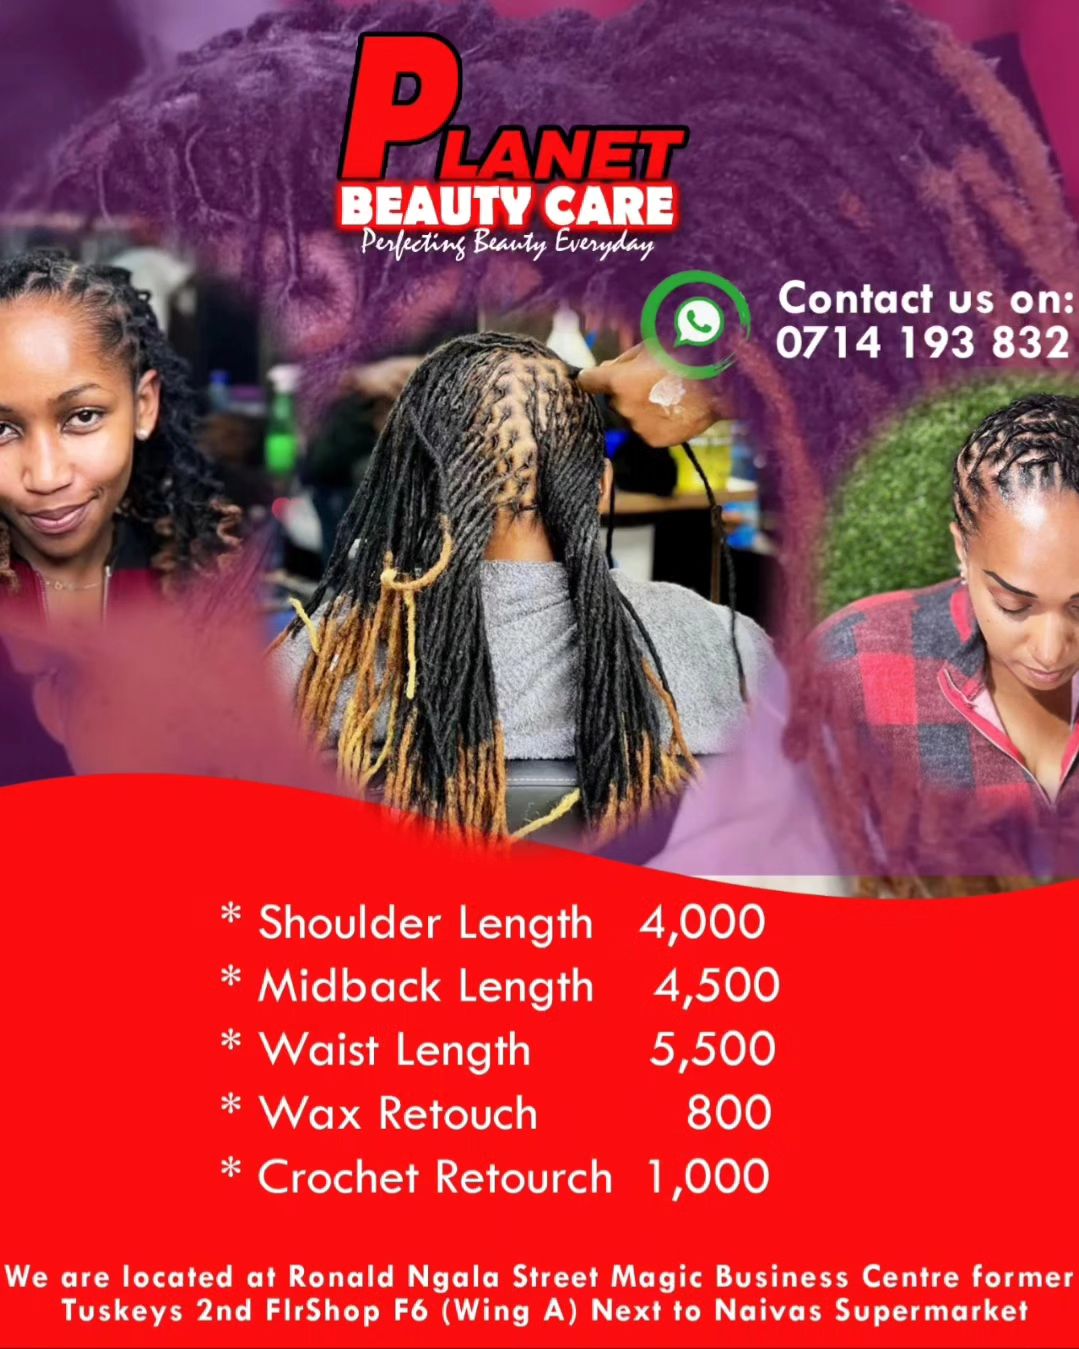 PLANET
BEAUTY CARE
Perfecting Beauty Everyday
Contact us on:
0714 193 832
* Shoulder Length 4,000
* Midback Length 4,500
* Waist Length 5,500
* Wax Retouch 800
* Crochet Retourch 1,000
We are located at Ronald Ngala Street Magic Business Centre former
Tuskeys 2nd FlrShop F6 (Wing A) Next to Naivas Supermarket